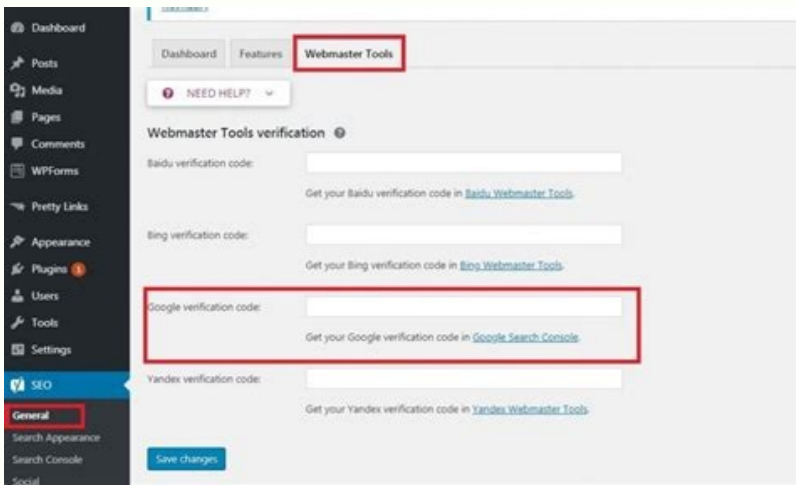 Dashboard
Posts
Media
Pages
Comments
WPForms
Pretty Links
Appearance
Plugins 1
Users
Tools
Settings
SEO
General
Search Appearance
Search Console
Social
Dashboard Features Webmaster Tools
NEED HELP?
Webmaster Tools verification
Baidu verification code:
Get your Baidu verification code in Baidu Webmaster Tools.
Bing verification code:
Get your Bing verification code in Bing Webmaster Tools.
Google verification code:
Get your Google verification code in Google Search Console.
Yandex verification code:
Get your Yandex verification code in Yandex Webmaster Tools.
Save changes